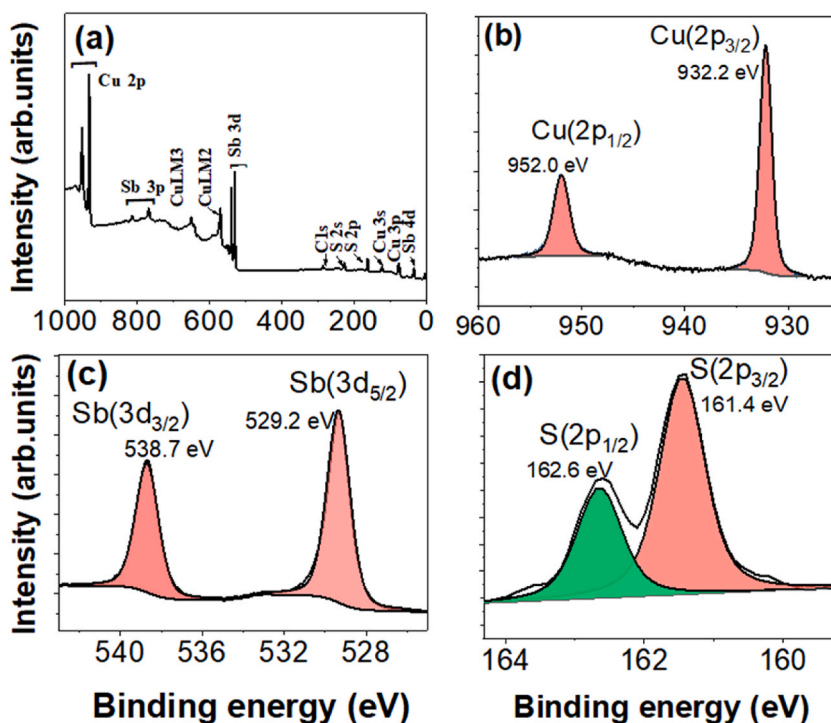 Intensity (arb.units)
(a)
Cu 2p
Sb 3p
CuLM3
CuLM2
Sb 3d
C1s
S 2s
S 2p
Cu 3s
Cu 3p
Sb 4d
1000 800 600 400 200 0
(b)
Cu(2p3/2)
932.2 eV
Cu(2p1/2)
952.0 eV
960 950 940 930
Intensity (arb.units)
(c)
Sb(3d5/2)
529.2 eV
Sb(3d3/2)
538.7 eV
540 536 532 528
Binding energy (eV)
(d)
S(2p3/2)
161.4 eV
S(2p1/2)
162.6 eV
164 162 160
Binding energy (eV)